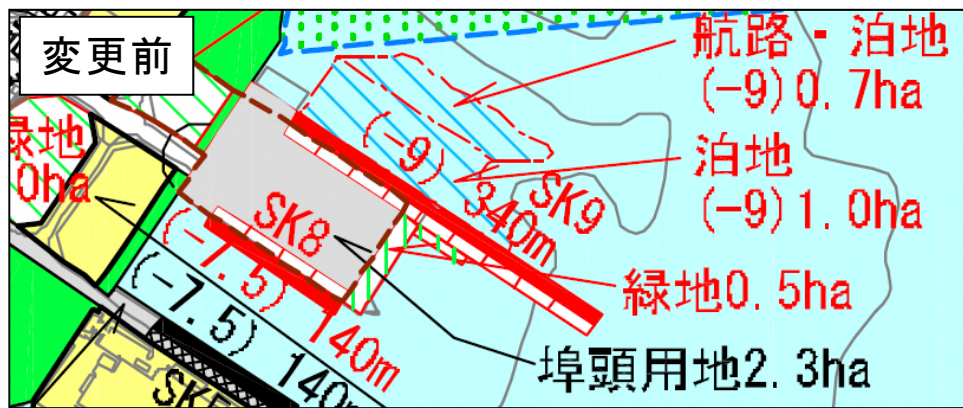 変更前
航路・泊地
(-9)0.7ha
泊地
(-9)1.0ha
緑地0.5ha
埠頭用地2.3ha
緑地
0ha
SK8
(-9) 340m
SK9
(-7.5) 140m
(-7.5) 140m